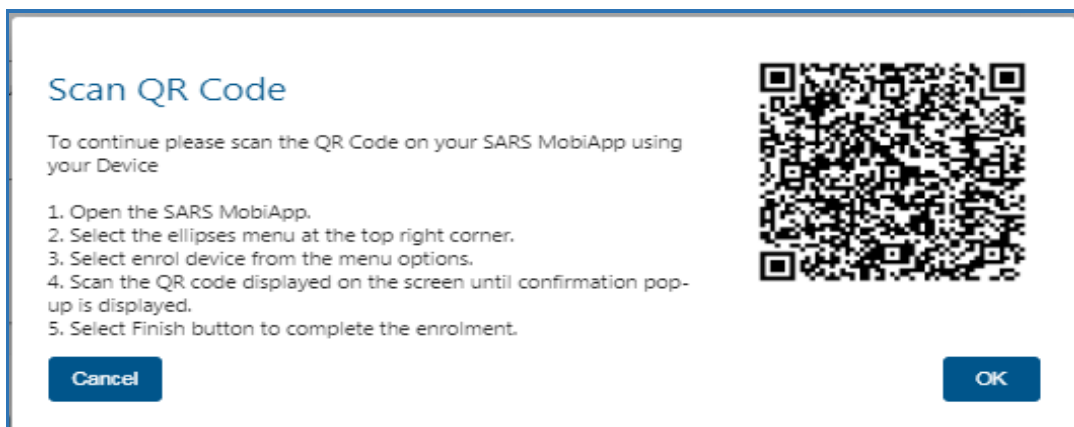 Scan QR Code
To continue please scan the QR Code on your SARS MobiApp using
your Device
1. Open the SARS MobiApp.
2. Select the ellipses menu at the top right corner.
3. Select enrol device from the menu options.
4. Scan the QR code displayed on the screen until confirmation pop-
up is displayed.
5. Select Finish button to complete the enrolment.
Cancel
OK